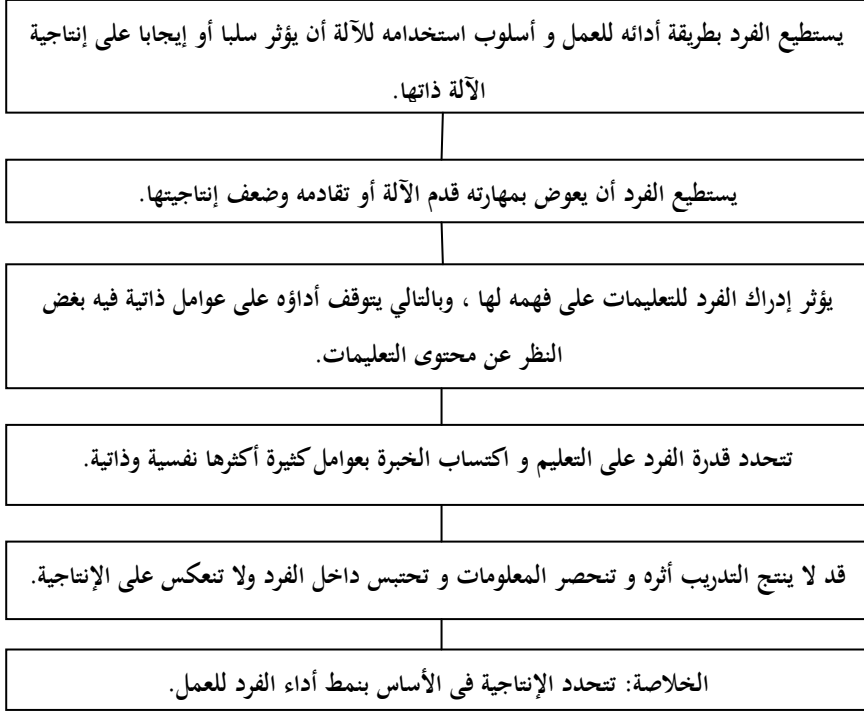 يستطيع الفرد بطريقة أدائه للعمل و أسلوب استخدامه للآلة أن يؤثر سلبا أو إيجابا على إنتاجية
الآلة ذاتها.
يستطيع الفرد أن يعوض بمهارته قدم الآلة أو تقادمه وضعف إنتاجيتها.
يؤثر إدراك الفرد للتعليمات على فهمه لها ، وبالتالي يتوقف أداؤه على عوامل ذاتية فيه بغض
النظر عن محتوى التعليمات.
تتحدد قدرة الفرد على التعليم و اكتساب الخبرة بعوامل كثيرة أكثرها نفسية وذاتية.
قد لا ينتج التدريب أثره و تنحصر المعلومات و تحتبس داخل الفرد ولا تنعكس على الإنتاجية.
الخلاصة: تتحدد الإنتاجية فى الأساس بنمط أداء الفرد للعمل.